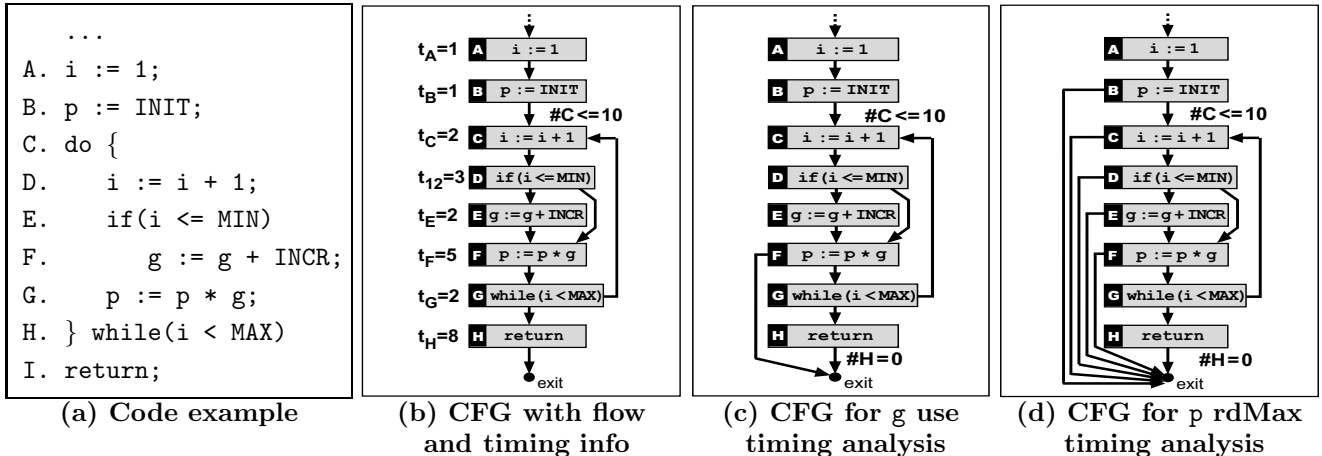 ...
A. i := 1;
B. p := INIT;
C. do {
D. i := i + 1;
E. if(i <= MIN)
F. g := g + INCR;
G. p := p * g;
H. } while(i < MAX)
I. return;
(a) Code example
t_A=1 A i := 1
t_B=1 B p := INIT
#C<=10
t_C=2 C i := i + 1
t_12=3 D if(i <=MIN)
t_E=2 E g := g + INCR
t_F=5 F p := p * g
t_G=2 G while(i < MAX)
t_H=8 H return
exit
(b) CFG with flow
and timing info
A i := 1
B p := INIT
#C<=10
C i := i + 1
D if(i <=MIN)
E g := g + INCR
F p := p * g
G while(i < MAX)
H return
#H=0
exit
(c) CFG for g use
timing analysis
A i := 1
B p := INIT
#C<=10
C i := i + 1
D if(i <=MIN)
E g := g + INCR
F p := p * g
G while(i < MAX)
H return
#H=0
exit
(d) CFG for p rdMax
timing analysis